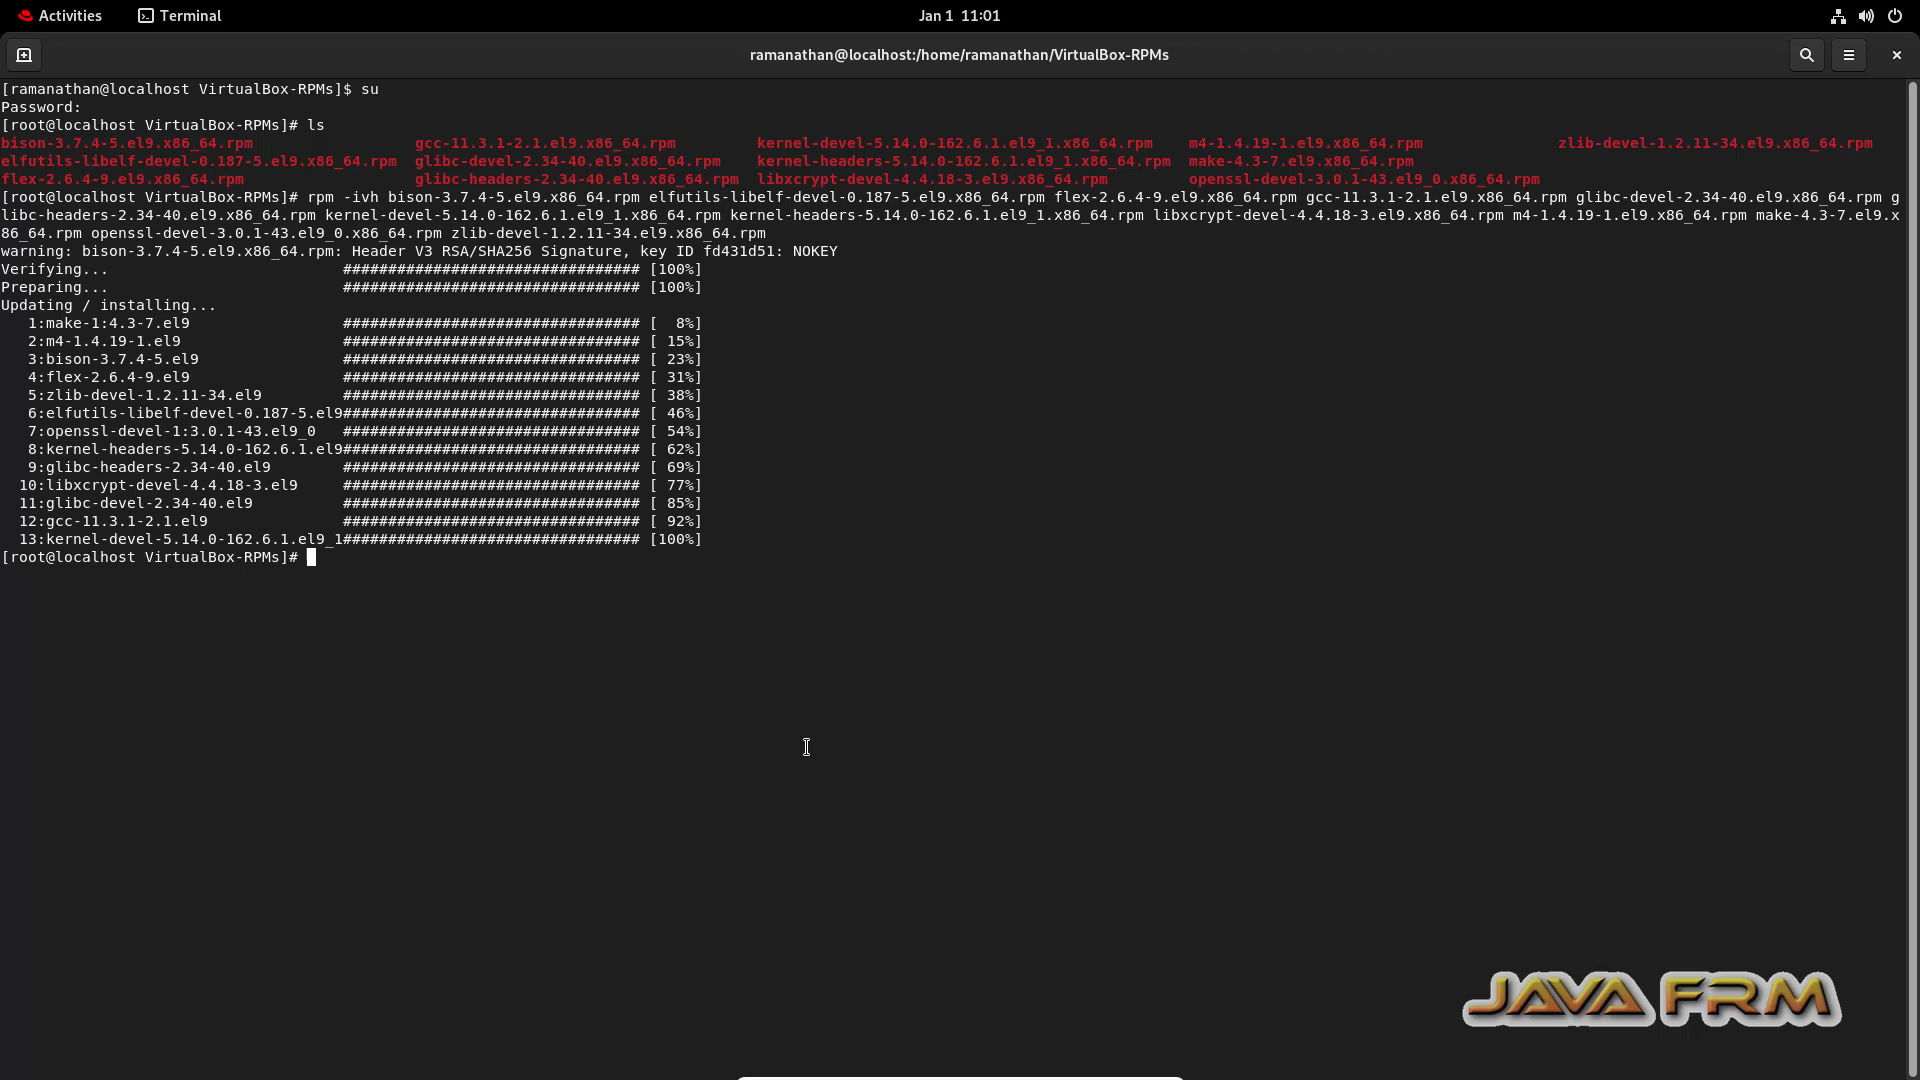 Activities Terminal Jan 1 11:01
ramanathan@localhost:/home/ramanathan/VirtualBox-RPMs
[ramanathan@localhost VirtualBox-RPMs]$ su
Password:
[root@localhost VirtualBox-RPMs]# ls
bison-3.7.4-5.el9.x86_64.rpm gcc-11.3.1-2.1.el9.x86_64.rpm kernel-devel-5.14.0-162.6.1.el9_1.x86_64.rpm m4-1.4.19-1.el9.x86_64.rpm zlib-devel-1.2.11-34.el9.x86_64.rpm
elfutils-libelf-devel-0.187-5.el9.x86_64.rpm glibc-devel-2.34-40.el9.x86_64.rpm kernel-headers-5.14.0-162.6.1.el9_1.x86_64.rpm make-4.3-7.el9.x86_64.rpm
flex-2.6.4-9.el9.x86_64.rpm glibc-headers-2.34-40.el9.x86_64.rpm libxcrypt-devel-4.4.18-3.el9.x86_64.rpm openssl-devel-3.0.1-43.el9_0.x86_64.rpm
[root@localhost VirtualBox-RPMs]# rpm -ivh bison-3.7.4-5.el9.x86_64.rpm elfutils-libelf-devel-0.187-5.el9.x86_64.rpm flex-2.6.4-9.el9.x86_64.rpm gcc-11.3.1-2.1.el9.x86_64.rpm glibc-devel-2.34-40.el9.x86_64.rpm g
libc-headers-2.34-40.el9.x86_64.rpm kernel-devel-5.14.0-162.6.1.el9_1.x86_64.rpm kernel-headers-5.14.0-162.6.1.el9_1.x86_64.rpm libxcrypt-devel-4.4.18-3.el9.x86_64.rpm m4-1.4.19-1.el9.x86_64.rpm make-4.3-7.el9.x
86_64.rpm openssl-devel-3.0.1-43.el9_0.x86_64.rpm zlib-devel-1.2.11-34.el9.x86_64.rpm
warning: bison-3.7.4-5.el9.x86_64.rpm: Header V3 RSA/SHA256 Signature, key ID fd431d51: NOKEY
Verifying... ################################# [100%]
Preparing... ################################# [100%]
Updating / installing...
1:make-1:4.3-7.el9 ################################# [  8%]
2:m4-1.4.19-1.el9 ################################# [ 15%]
3:bison-3.7.4-5.el9 ################################# [ 23%]
4:flex-2.6.4-9.el9 ################################# [ 31%]
5:zlib-devel-1.2.11-34.el9 ################################# [ 38%]
6:elfutils-libelf-devel-0.187-5.el9################################# [ 46%]
7:openssl-devel-1:3.0.1-43.el9_0 ################################# [ 54%]
8:kernel-headers-5.14.0-162.6.1.el9################################# [ 62%]
9:glibc-headers-2.34-40.el9 ################################# [ 69%]
10:libxcrypt-devel-4.4.18-3.el9 ################################# [ 77%]
11:glibc-devel-2.34-40.el9 ################################# [ 85%]
12:gcc-11.3.1-2.1.el9 ################################# [ 92%]
13:kernel-devel-5.14.0-162.6.1.el9_1################################# [100%]
[root@localhost VirtualBox-RPMs]#
JAVA FRM